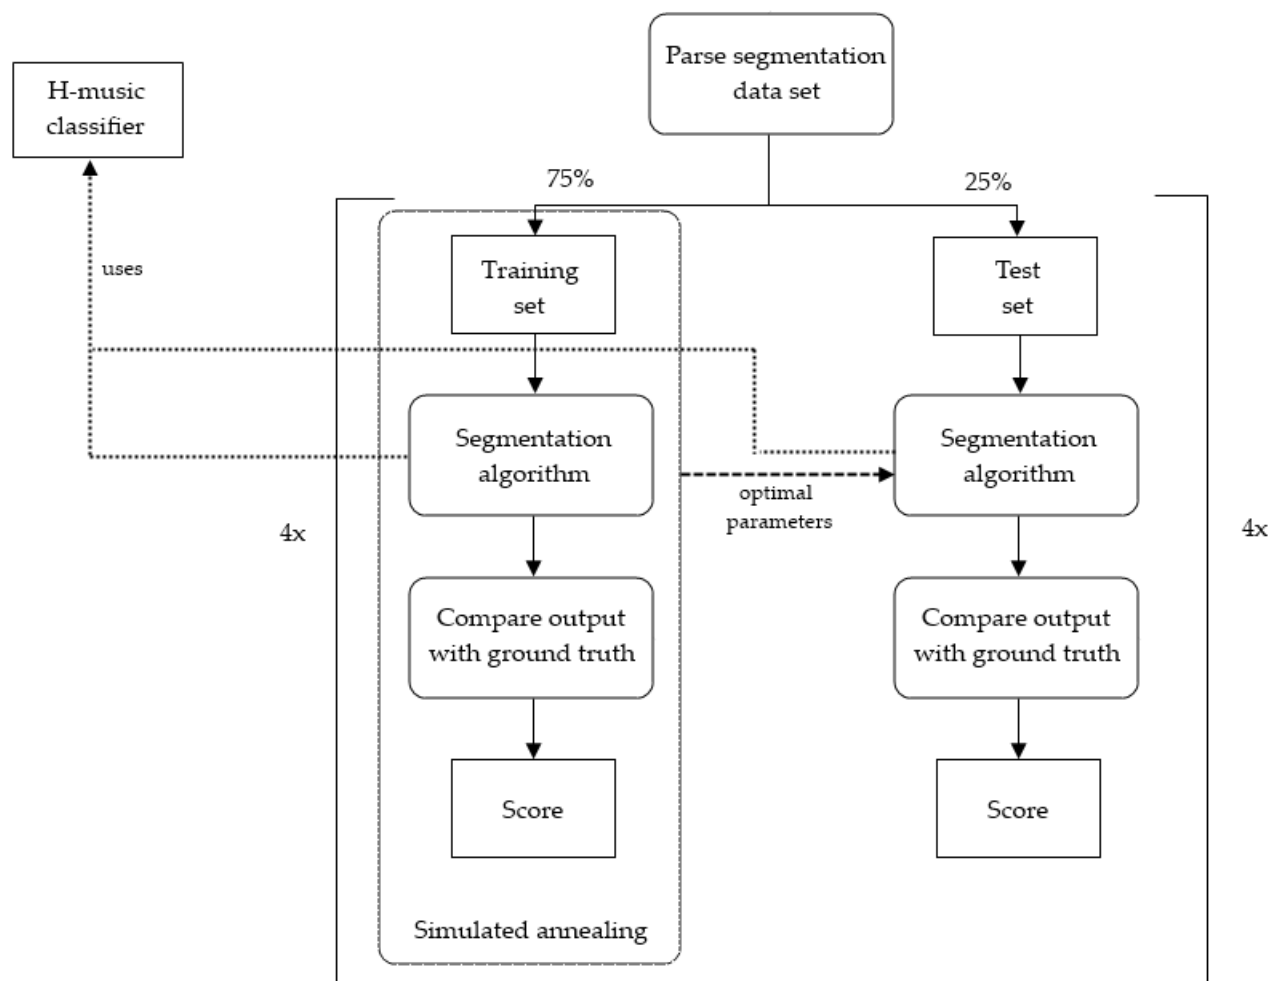 Parse segmentation
data set
H-music
classifier
75%
25%
uses
Training
set
Test
set
Segmentation
algorithm
Segmentation
algorithm
optimal
parameters
4x
4x
Compare output
with ground truth
Compare output
with ground truth
Score
Score
Simulated annealing